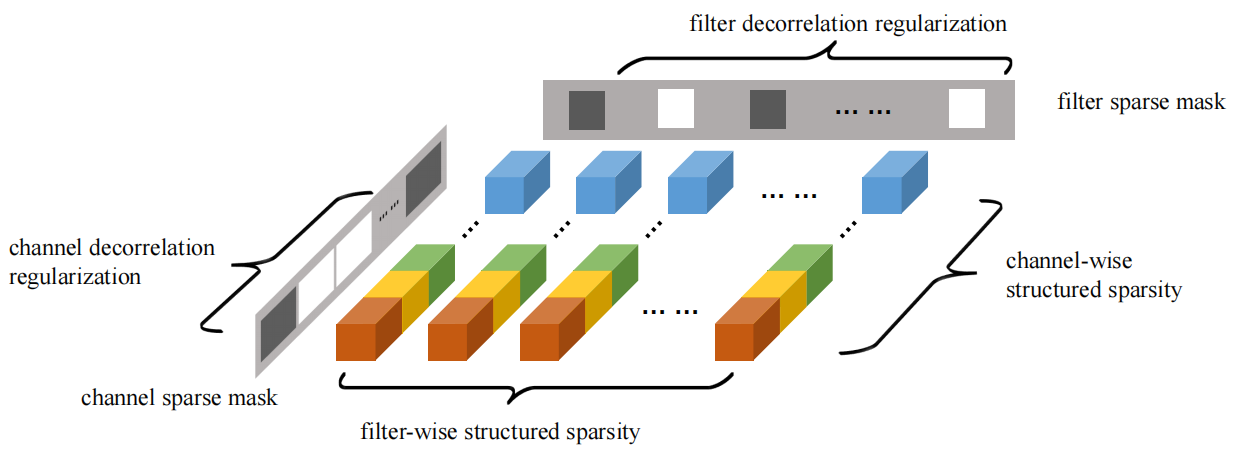 filter decorrelation regularization
filter sparse mask
... ...
... ...
channel decorrelation
regularization
... ...
channel-wise
structured sparsity
... ...
channel sparse mask
filter-wise structured sparsity